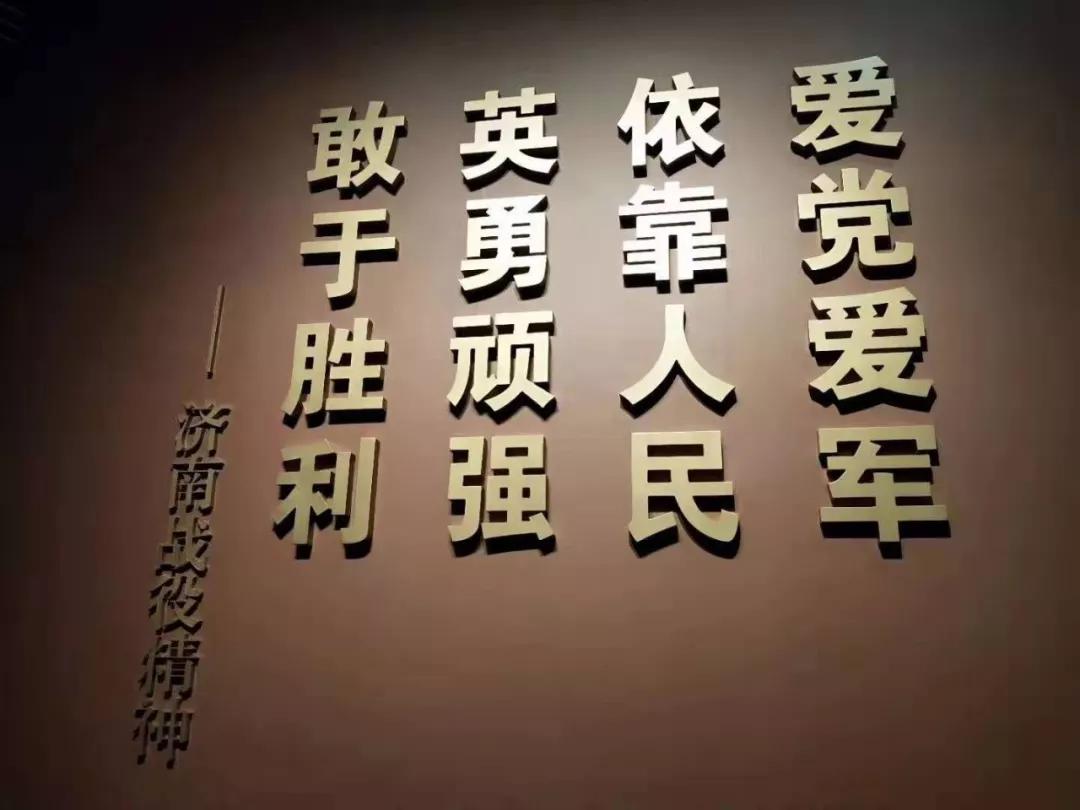 爱党爱军
依靠人民
英勇顽强
敢于胜利
——济南战役精神